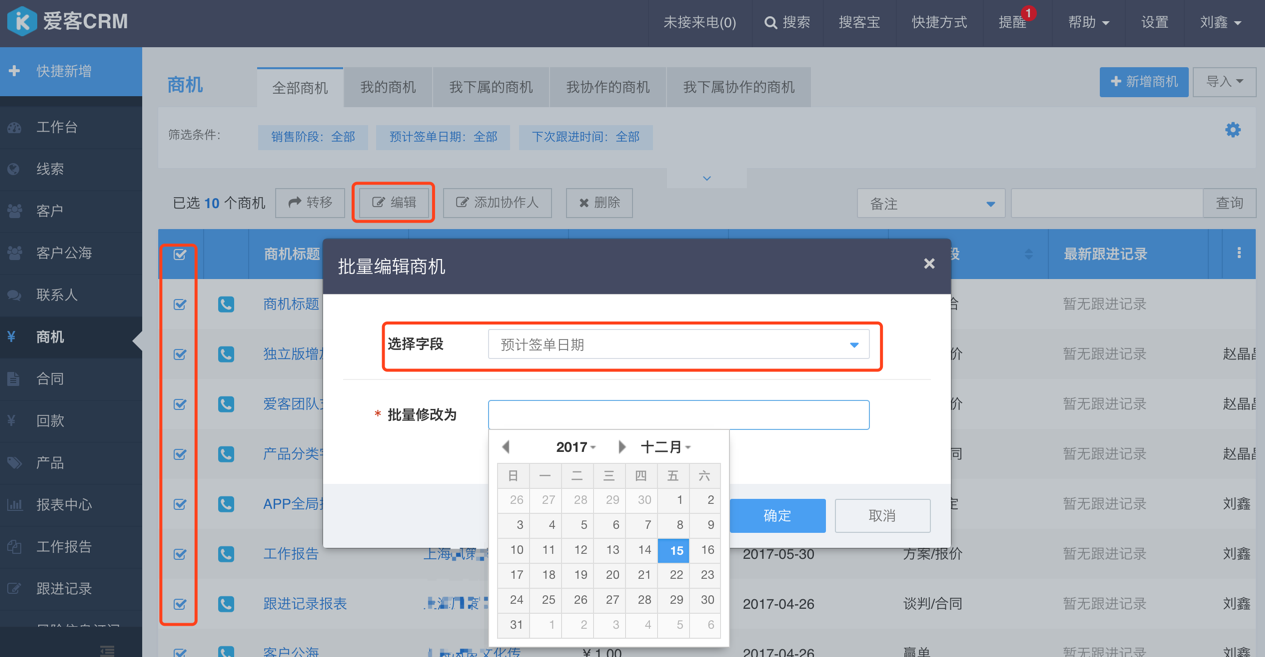 爱客CRM 未接来电(0) 搜索 搜客宝 快捷方式 提醒 1 帮助 设置 刘鑫
快捷新增
工作台
线索
客户
客户公海
联系人
商机
合同
回款
产品
报表中心
工作报告
跟进记录
商机 全部商机 我的商机 我下属的商机 我协作的商机 我下属协作的商机 新增商机 导入
筛选条件: 销售阶段: 全部 预计签单日期: 全部 下次跟进时间: 全部
已选 10 个商机 转移 编辑 添加协作人 删除 备注 查询
商机标题 段 最新跟进记录
商机标题 暂无跟进记录
独立版增 价 暂无跟进记录 赵晶
爱客团队 价 暂无跟进记录 赵晶
产品分类 同 暂无跟进记录 赵晶
APP全局 定 暂无跟进记录 刘鑫
工作报告 上海 2017-05-30 方案/报价 暂无跟进记录 刘鑫
跟进记录报表 2017-04-26 谈判/合同 暂无跟进记录 刘鑫
客户公海 文化传 ¥ 1.00 2017-04-26 赢单 暂无跟进记录 刘鑫
批量编辑商机 ×
选择字段 预计签单日期
* 批量修改为
2017 十二月
日 一 二 三 四 五 六
26 27 28 29 30 1 2
3 4 5 6 7 8 9
10 11 12 13 14 15 16
17 18 19 20 21 22 23
24 25 26 27 28 29 30
31 1 2 3 4 5 6
确定 取消